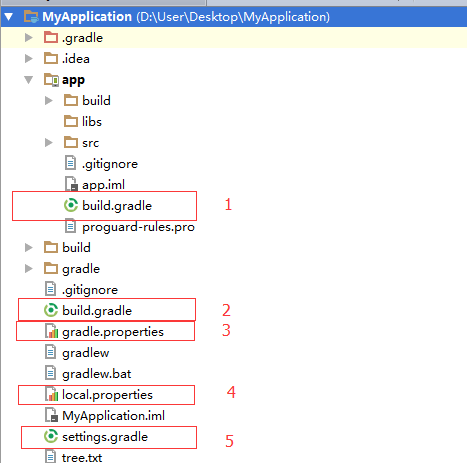 MyApplication (D:\User\Desktop\MyApplication)
.gradle
.idea
app
build
libs
src
.gitignore
app.iml
build.gradle 1
proguard-rules.pro
build
gradle
.gitignore
build.gradle 2
gradle.properties 3
gradlew
gradlew.bat
local.properties 4
MyApplication.iml
settings.gradle 5
tree.txt